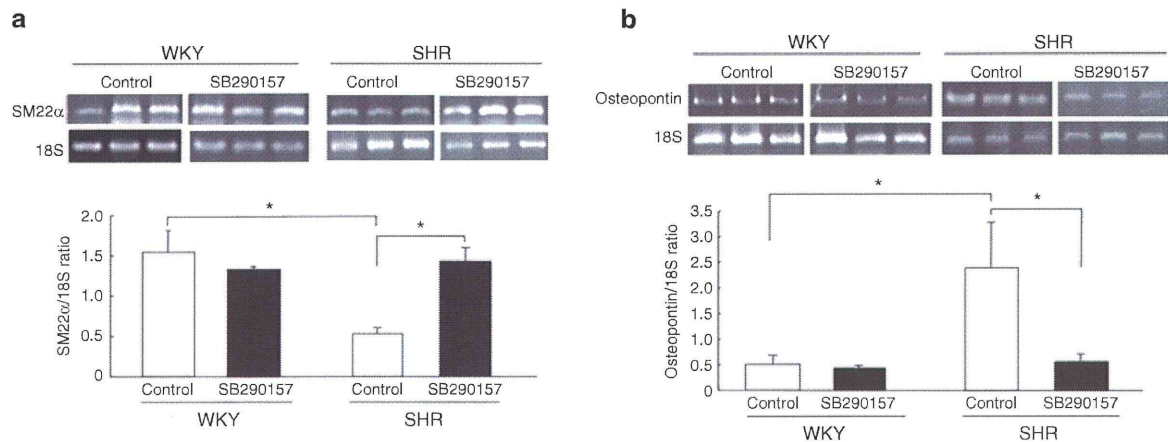 a
WKY SHR
Control SB290157 Control SB290157
SM22α
18S
2.0
1.5
1.0
0.5
0
SM22α/18S ratio
* *
Control SB290157 Control SB290157
WKY SHR
b
WKY SHR
Control SB290157 Control SB290157
Osteopontin
18S
3.5
3.0
2.5
2.0
1.5
1.0
0.5
0
Osteopontin/18S ratio
* *
Control SB290157 Control SB290157
WKY SHR